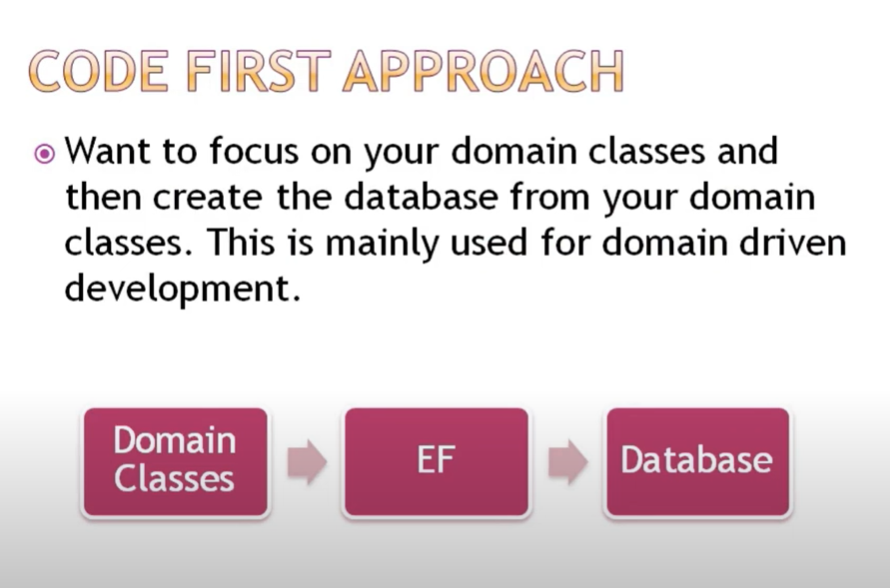 CODE FIRST APPROACH
Want to focus on your domain classes and
then create the database from your domain
classes. This is mainly used for domain driven
development.
Domain
Classes
EF
Database